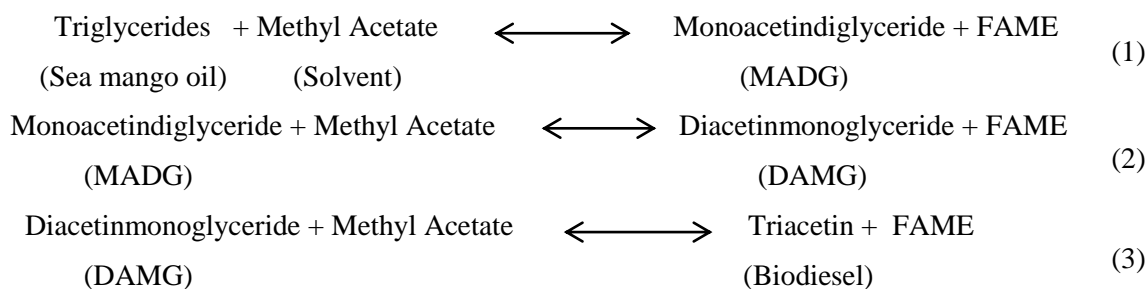 Triglycerides + Methyl Acetate Monoacetindiglyceride + FAME
(1)
(Sea mango oil) (Solvent) (MADG)
Monoacetindiglyceride + Methyl Acetate Diacetinmonoglyceride + FAME
(2)
(MADG) (DAMG)
Diacetinmonoglyceride + Methyl Acetate Triacetin + FAME
(3)
(DAMG) (Biodiesel)